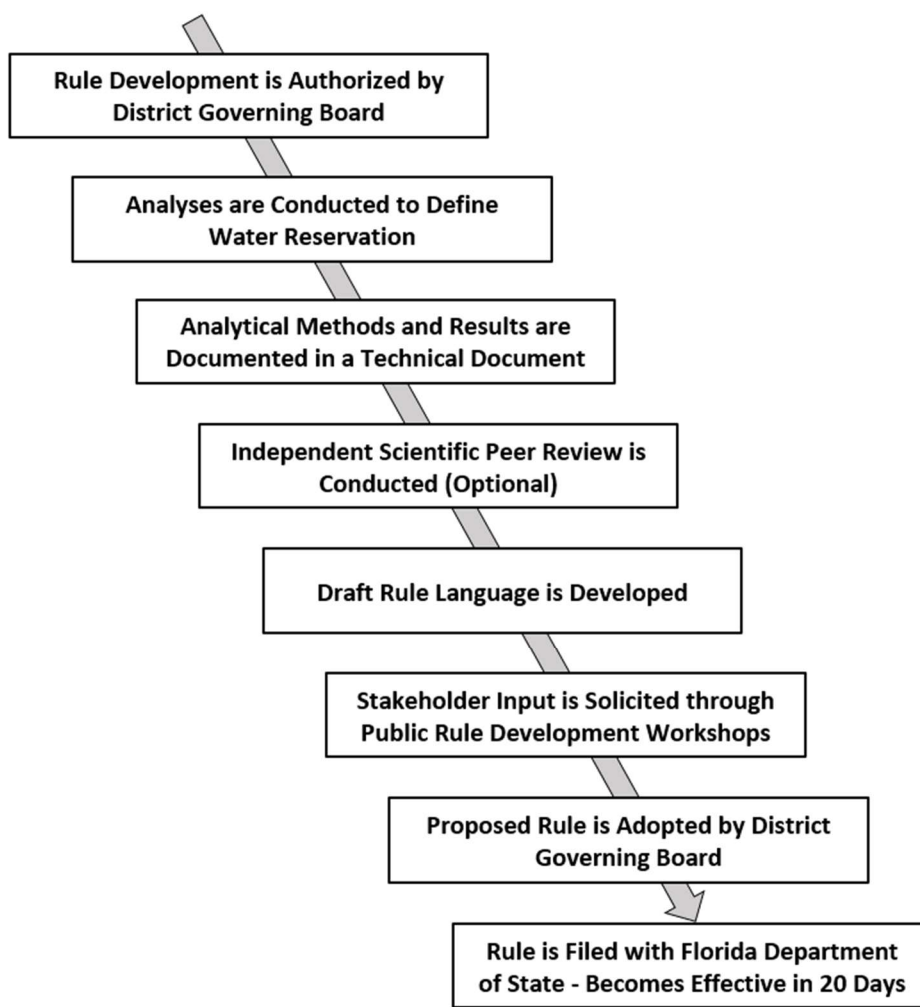 Rule Development is Authorized by
District Governing Board
Analyses are Conducted to Define
Water Reservation
Analytical Methods and Results are
Documented in a Technical Document
Independent Scientific Peer Review is
Conducted (Optional)
Draft Rule Language is Developed
Stakeholder Input is Solicited through
Public Rule Development Workshops
Proposed Rule is Adopted by District
Governing Board
Rule is Filed with Florida Department
of State - Becomes Effective in 20 Days